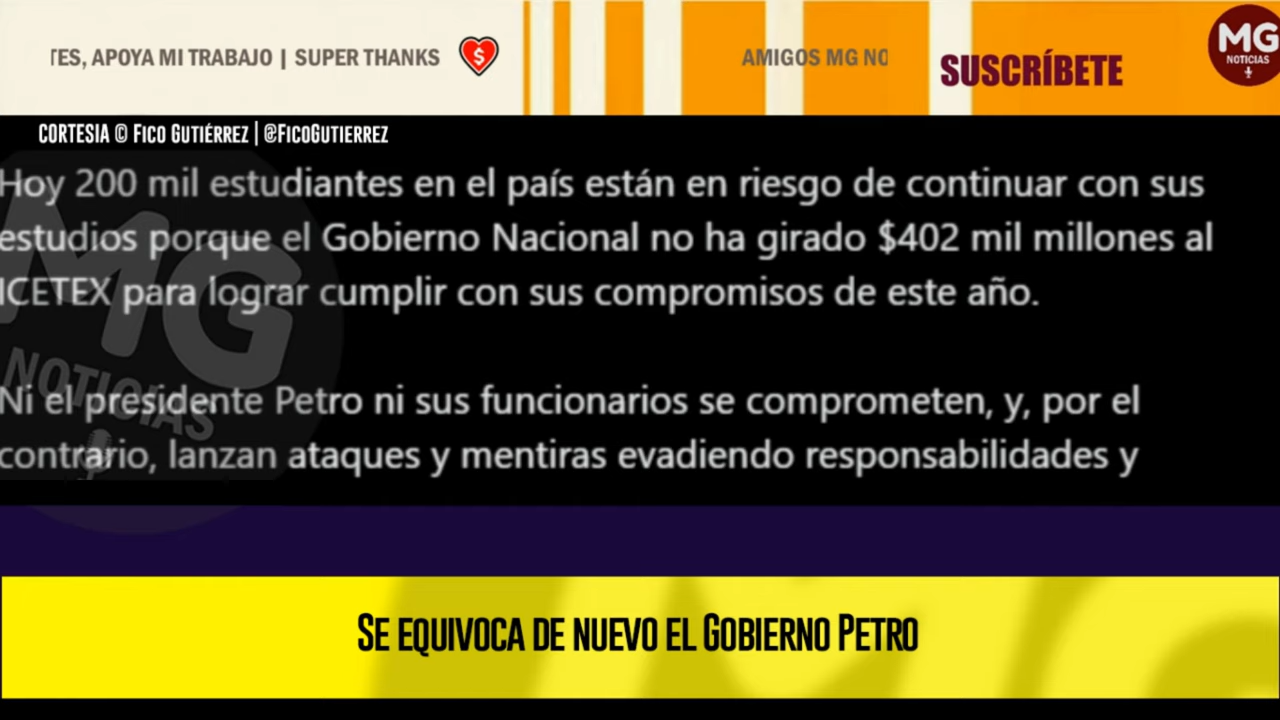 TES, APOYA MI TRABAJO | SUPER THANKS
AMIGOS MG NO
SUSCRÍBETE
MG
NOTICIAS
CORTESIA © FICO GUTIÉRREZ | @FICOGUTIERREZ
Hoy 200 mil estudiantes en el país están en riesgo de continuar con sus
estudios porque el Gobierno Nacional no ha girado $402 mil millones al
ICETEX para lograr cumplir con sus compromisos de este año.
Ni el presidente Petro ni sus funcionarios se comprometen, y, por el
contrario, lanzan ataques y mentiras evadiendo responsabilidades y
MG
NOTICIAS
SE EQUIVOCA DE NUEVO EL GOBIERNO PETRO